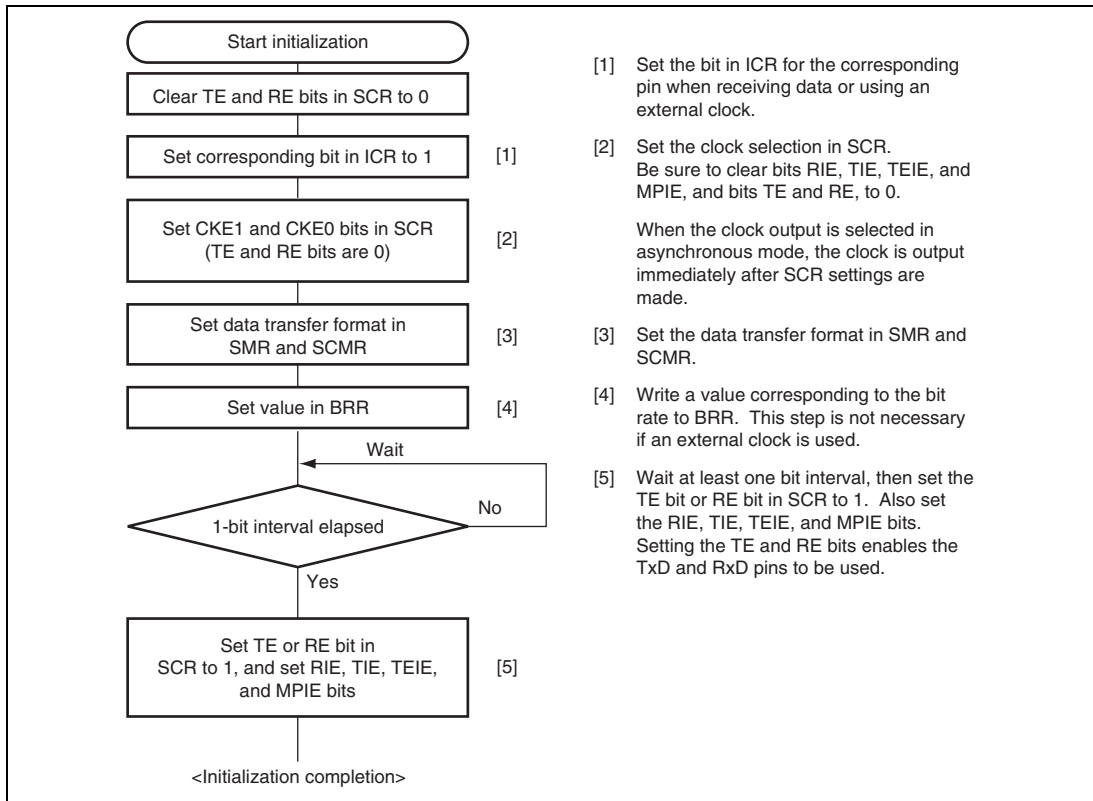 Start initialization
Clear TE and RE bits in SCR to 0
Set corresponding bit in ICR to 1
[1]
Set CKE1 and CKE0 bits in SCR
(TE and RE bits are 0)
[2]
Set data transfer format in
SMR and SCMR
[3]
Set value in BRR
[4]
Wait
No
1-bit interval elapsed
Yes
Set TE or RE bit in
SCR to 1, and set RIE, TIE, TEIE,
and MPIE bits
[5]
<Initialization completion>
[1] Set the bit in ICR for the corresponding
pin when receiving data or using an
external clock.
[2] Set the clock selection in SCR.
Be sure to clear bits RIE, TIE, TEIE, and
MPIE, and bits TE and RE, to 0.
When the clock output is selected in
asynchronous mode, the clock is output
immediately after SCR settings are
made.
[3] Set the data transfer format in SMR and
SCMR.
[4] Write a value corresponding to the bit
rate to BRR. This step is not necessary
if an external clock is used.
[5] Wait at least one bit interval, then set the
TE bit or RE bit in SCR to 1. Also set
the RIE, TIE, TEIE, and MPIE bits.
Setting the TE and RE bits enables the
TxD and RxD pins to be used.